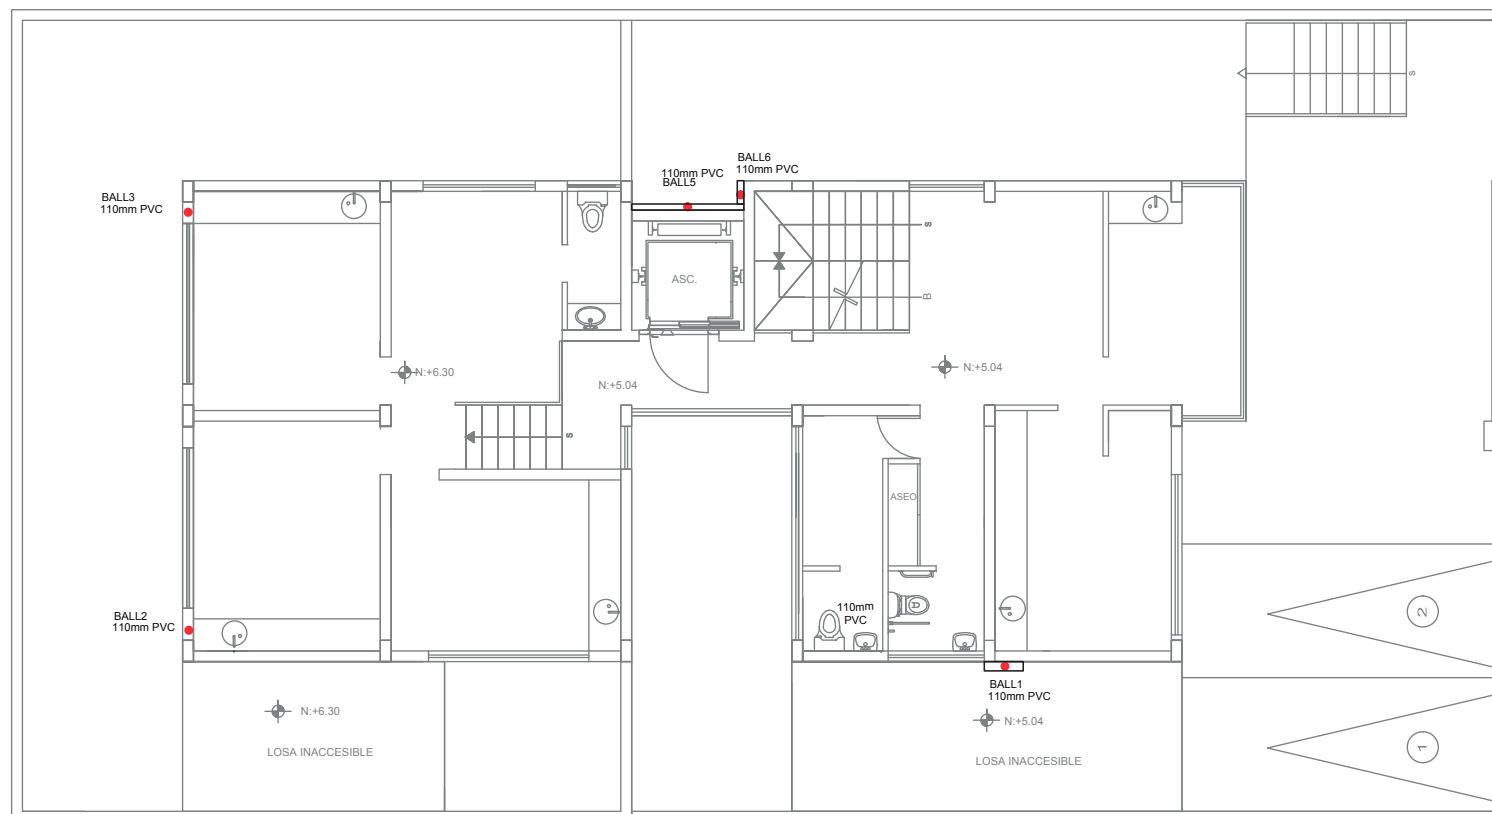 s
BALL6
110mm PVC
110mm PVC
BALL5
BALL3
110mm PVC
s
ASC.
B
N:+6.30
N:+5.04
N:+5.04
s
ASEO
110mm
PVC
BALL2
110mm PVC
2
BALL1
110mm PVC
N:+6.30
N:+5.04
LOSA INACCESIBLE
LOSA INACCESIBLE
1